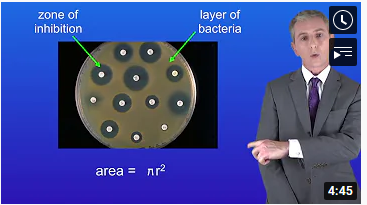 zone of
inhibition
layer of
bacteria
area = πr²
4:45